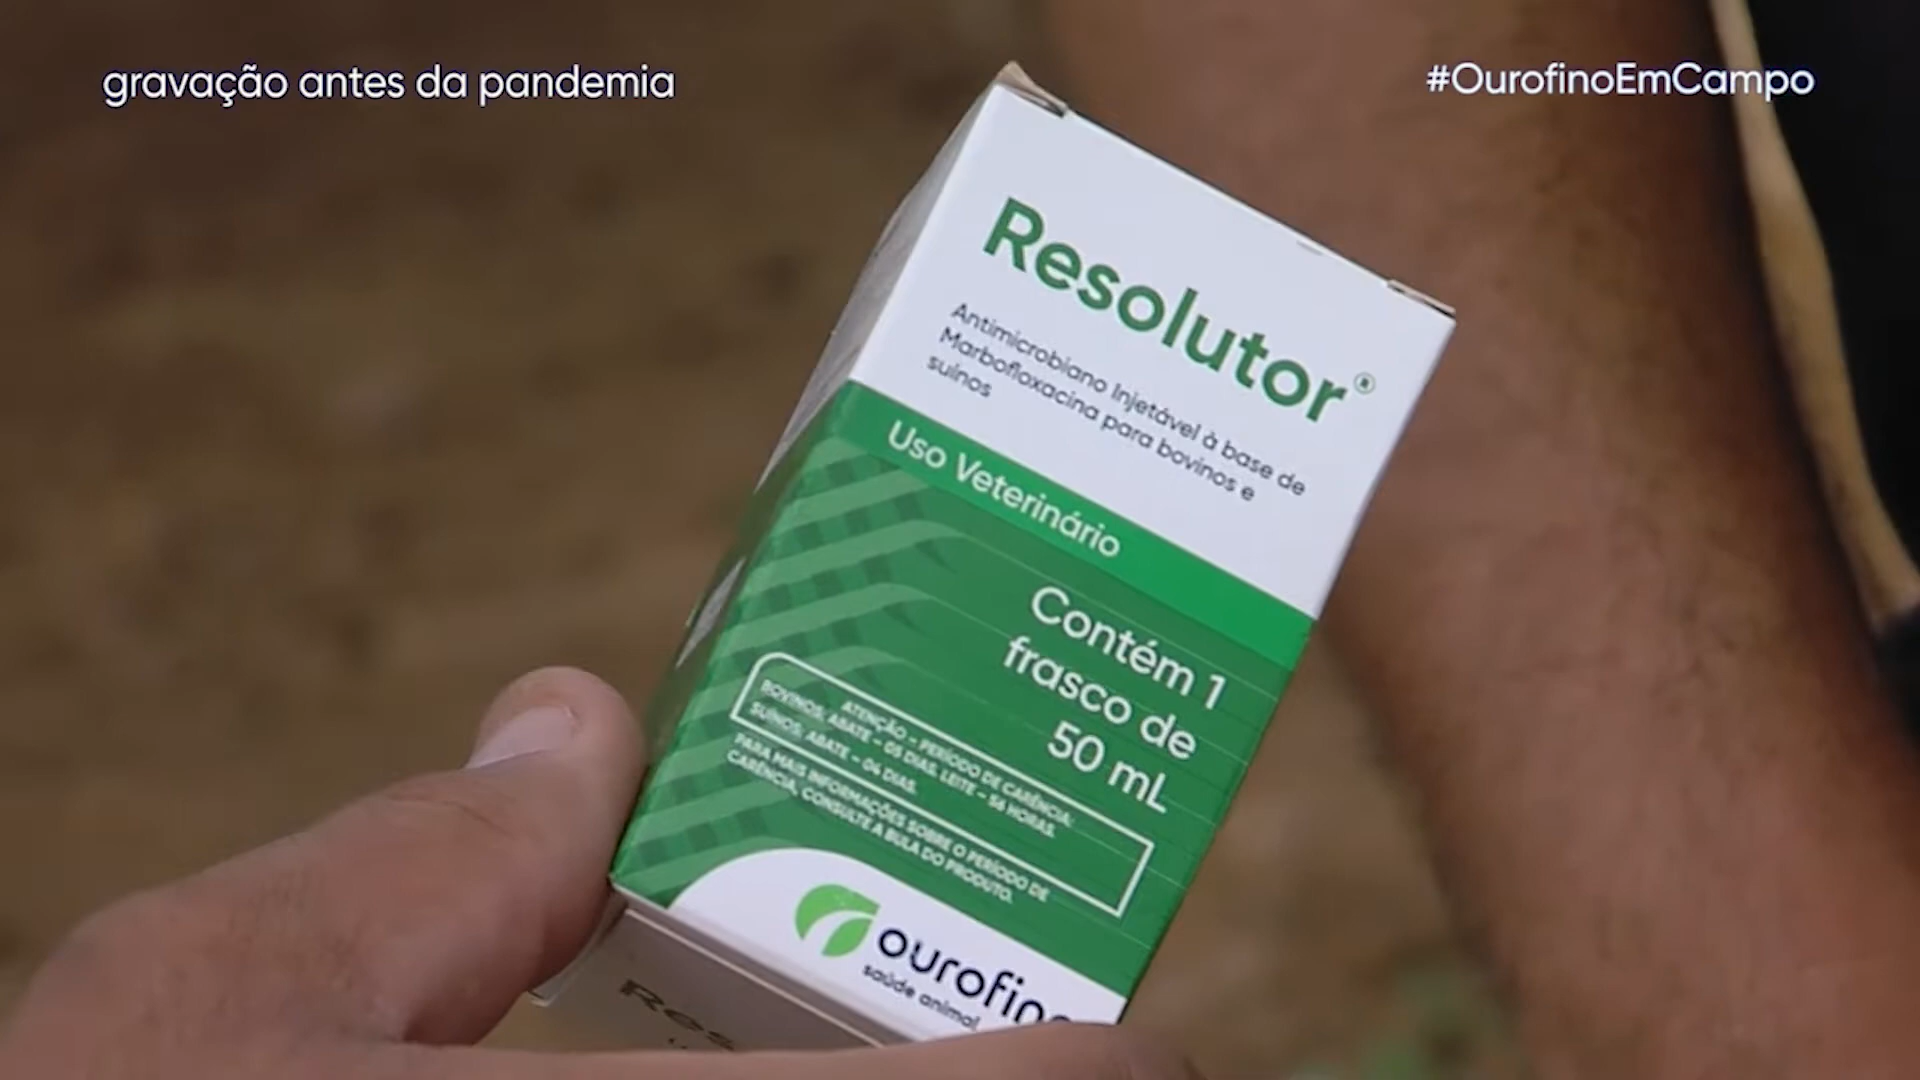 gravação antes da pandemia
#OurofinoEmCampo
Resolutor®
Antimicrobiano Injetável à base de
Marbofloxacina para bovinos e
suínos
Uso Veterinário
Contém 1
frasco de
50 mL
ATENÇÃO - PERÍODO DE CARÊNCIA:
BOVINOS: ABATE - 05 DIAS. LEITE - 56 HORAS.
SUÍNOS: ABATE - 04 DIAS.
PARA MAIS INFORMAÇÕES SOBRE O PERÍODO DE
CARÊNCIA, CONSULTE A BULA DO PRODUTO.
ourofino
saúde animal